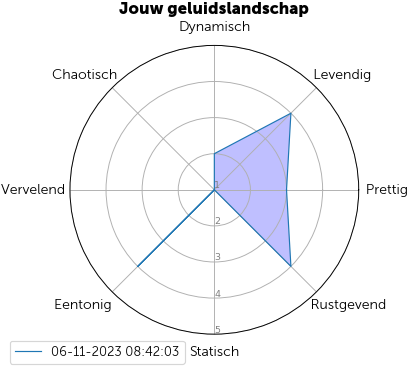 Jouw geluidslandschap
Dynamisch
Chaotisch
Levendig
Vervelend
Prettig
1
2
3
4
5
Eentonig
Rustgevend
06-11-2023 08:42:03
Statisch